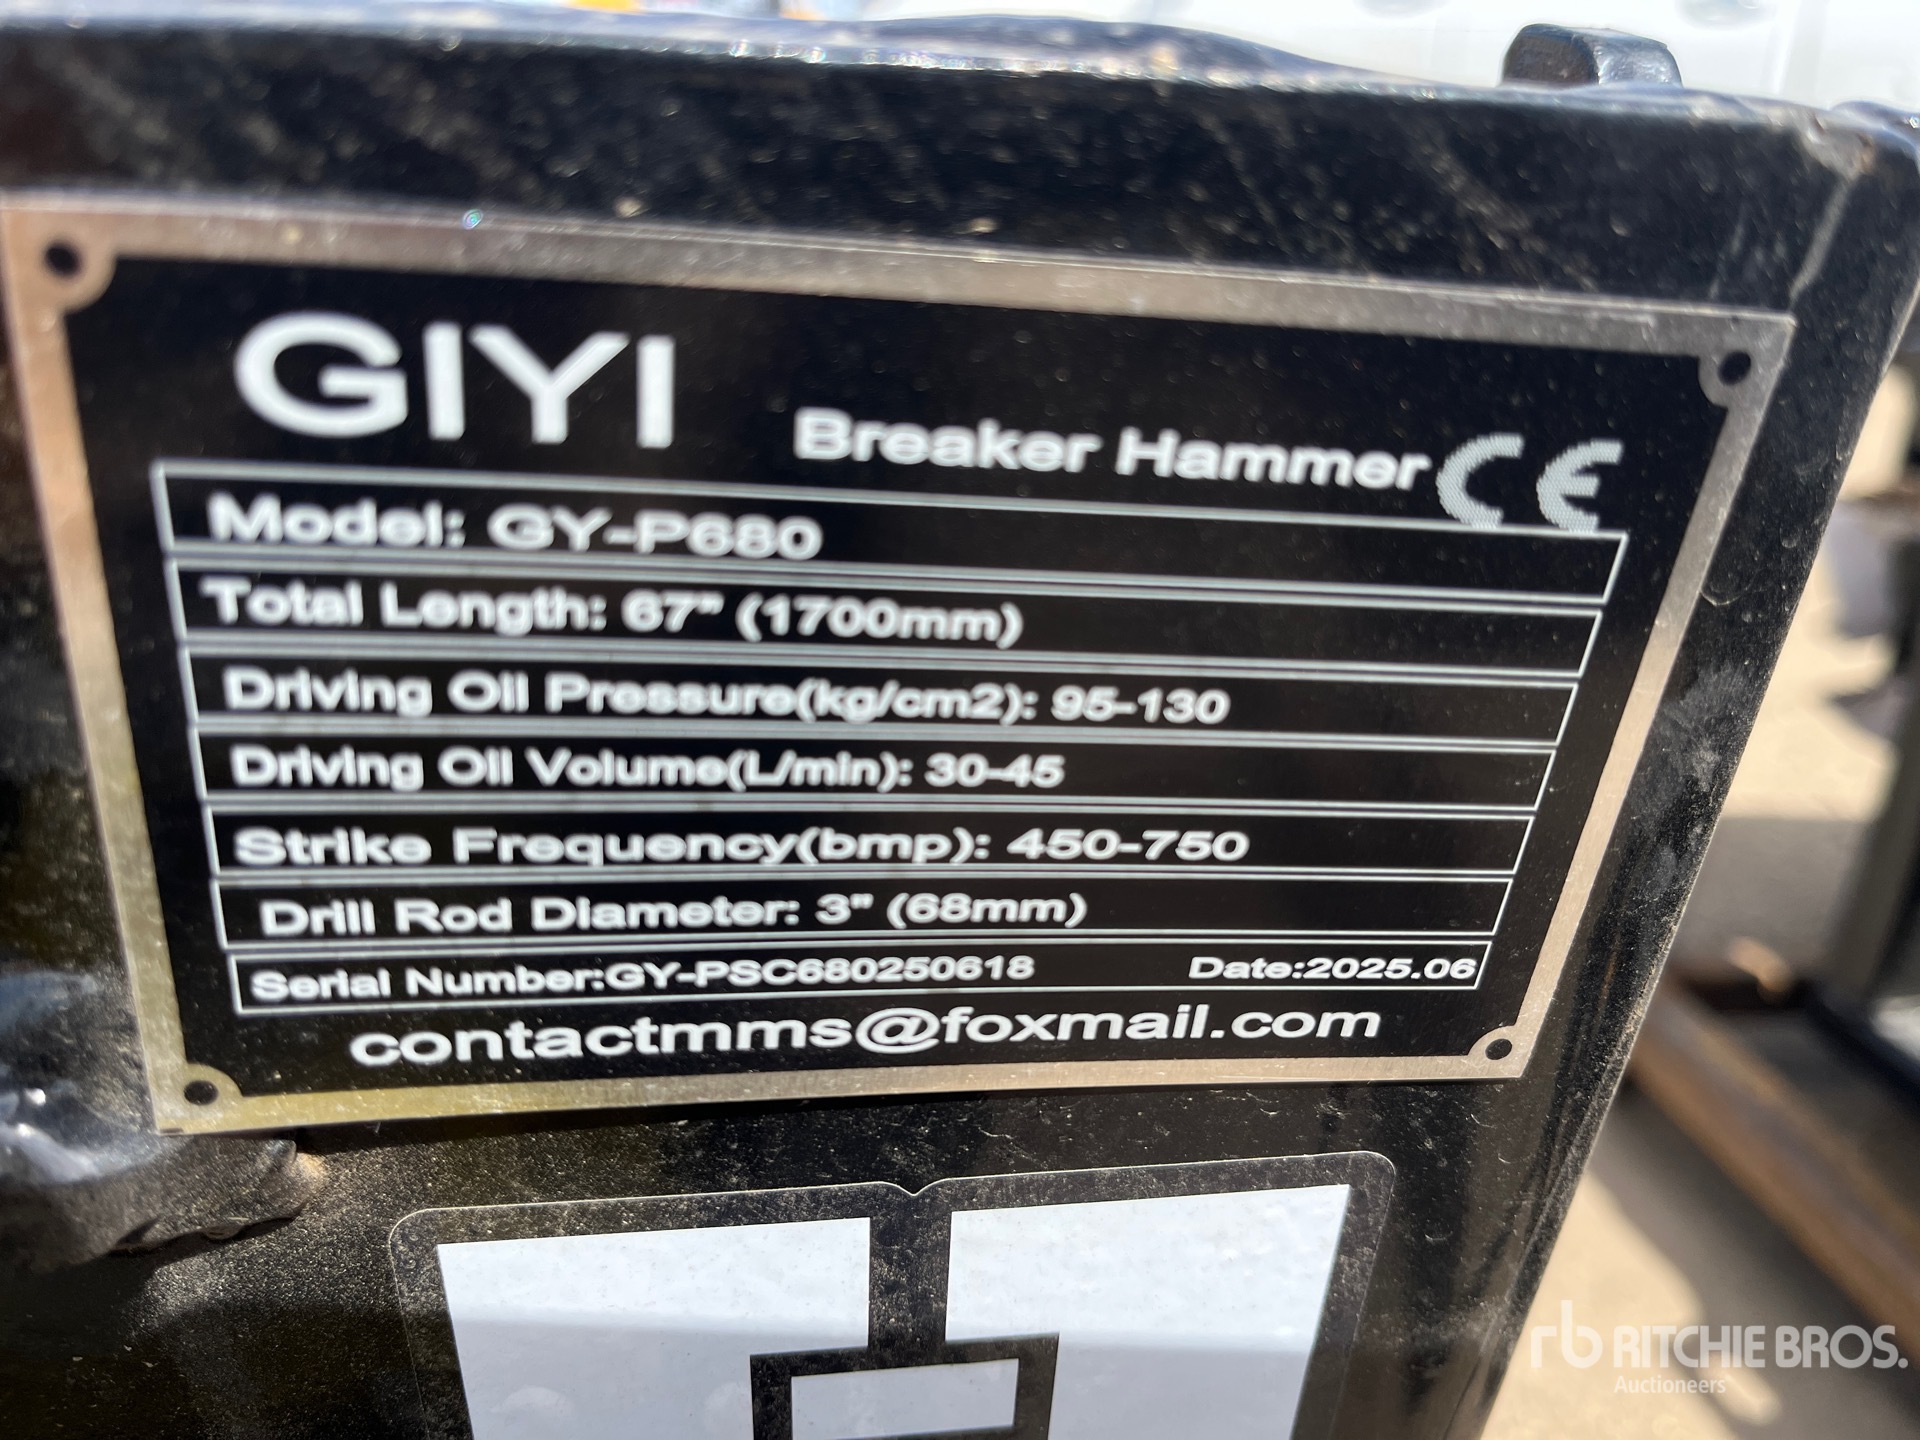 GIYI Breaker Hammer CE
Model: GY-P680
Total Length: 67" (1700mm)
Driving Oil Pressure(kg/cm2): 95-130
Driving Oil Volume(L/min): 30-45
Strike Frequency(bmp): 450-750
Drill Rod Diameter: 3" (68mm)
Serial Number:GY-PSC680250618 Date:2025.06
contactmms@foxmail.com
rb RITCHIE BROS.
Auctioneers